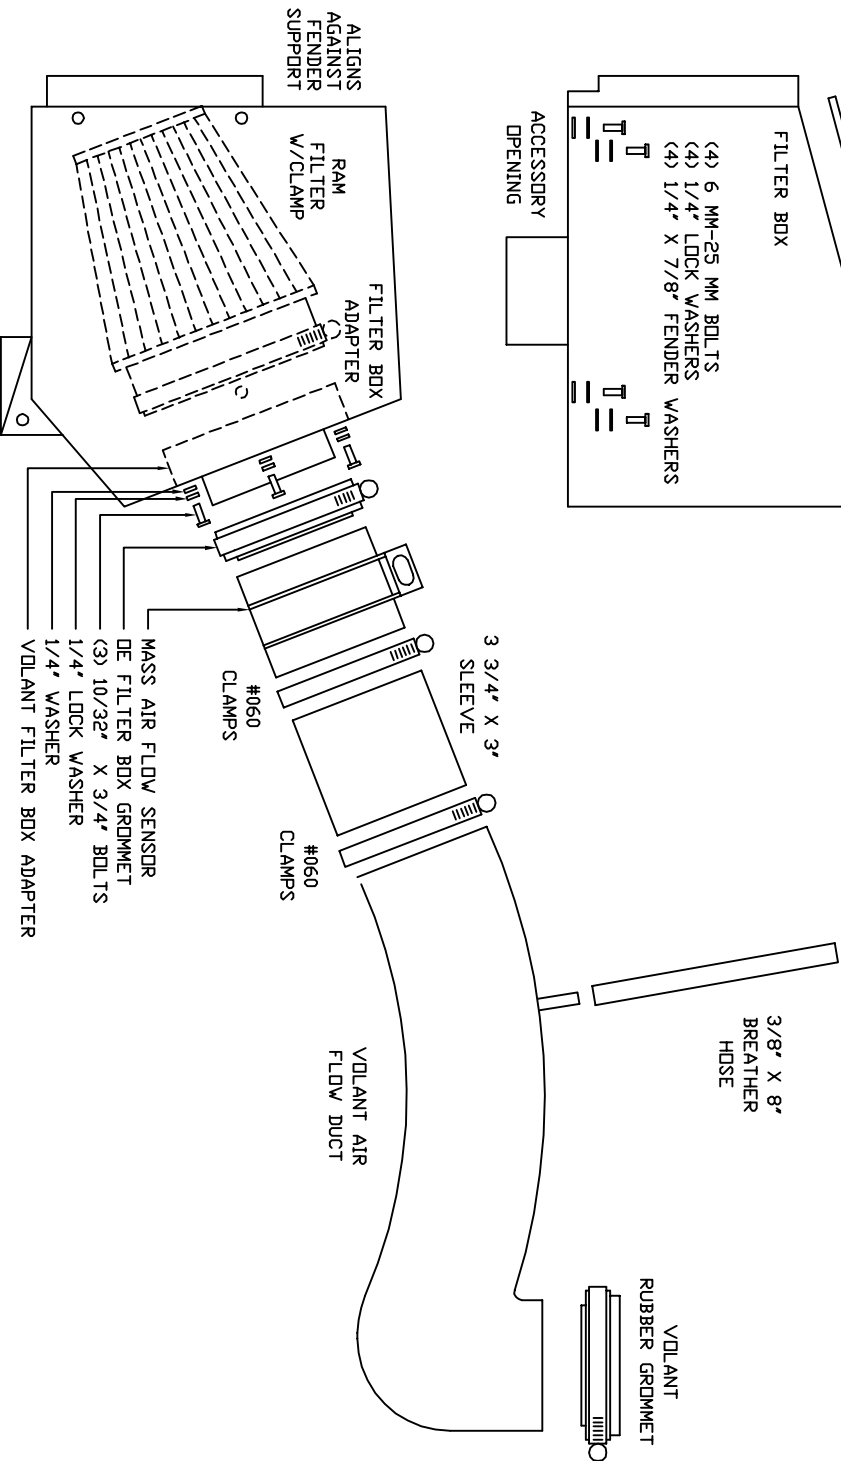 FILTER BOX
(4) 6 MM-25 MM BOLTS
(4) 1/4" LOCK WASHERS
(4) 1/4" X 7/8" FENDER WASHERS
ACCESSORY
OPENING
ALIGNS
AGAINST
FENDER
SUPPORT
RAM
FILTER
W/CLAMP
FILTER BOX
ADAPTER
3 3/4" X 3"
SLEEVE
#060
CLAMPS
#060
CLAMPS
MASS AIR FLOW SENSOR
OE FILTER BOX GROMMET
(3) 10/32" X 3/4" BOLTS
1/4" LOCK WASHER
1/4" WASHER
VOLANT FILTER BOX ADAPTER
3/8" X 8"
BREATHER
HOSE
VOLANT AIR
FLOW DUCT
VOLANT
RUBBER GROMMET